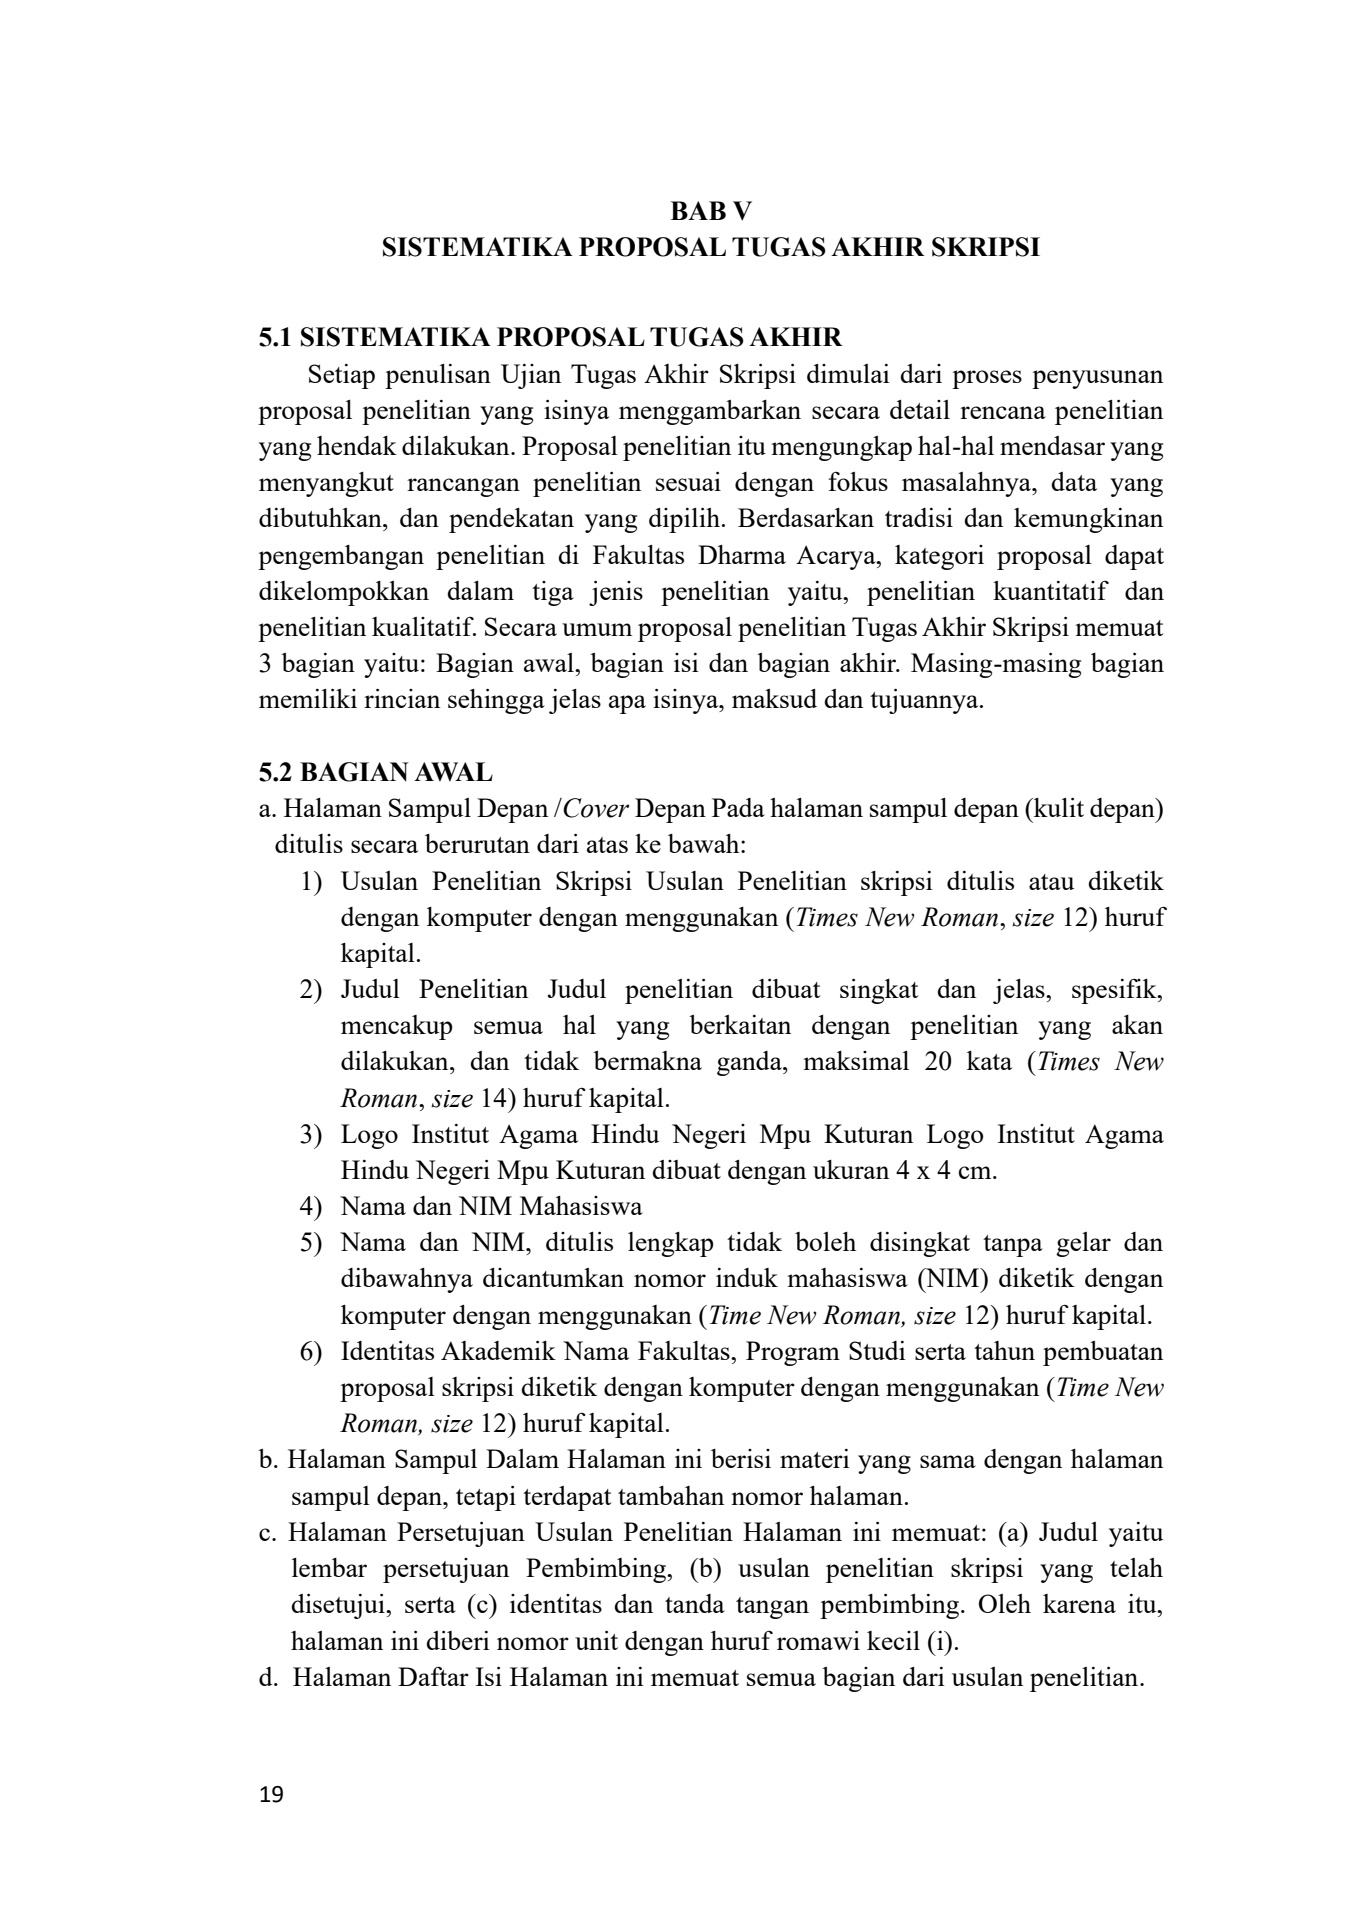 BAB V
SISTEMATIKA PROPOSAL TUGAS AKHIR SKRIPSI
5.1 SISTEMATIKA PROPOSAL TUGAS AKHIR
Setiap penulisan Ujian Tugas Akhir Skripsi dimulai dari proses penyusunan
proposal penelitian yang isinya menggambarkan secara detail rencana penelitian
yang hendak dilakukan. Proposal penelitian itu mengungkap hal-hal mendasar yang
menyangkut rancangan penelitian sesuai dengan fokus masalahnya, data yang
dibutuhkan, dan pendekatan yang dipilih. Berdasarkan tradisi dan kemungkinan
pengembangan penelitian di Fakultas Dharma Acarya, kategori proposal dapat
dikelompokkan dalam tiga jenis penelitian yaitu, penelitian kuantitatif dan
penelitian kualitatif. Secara umum proposal penelitian Tugas Akhir Skripsi memuat
3 bagian yaitu: Bagian awal, bagian isi dan bagian akhir. Masing-masing bagian
memiliki rincian sehingga jelas apa isinya, maksud dan tujuannya.
5.2 BAGIAN AWAL
a. Halaman Sampul Depan /Cover Depan Pada halaman sampul depan (kulit depan)
ditulis secara berurutan dari atas ke bawah:
1) Usulan Penelitian Skripsi Usulan Penelitian skripsi ditulis atau diketik
dengan komputer dengan menggunakan (Times New Roman, size 12) huruf
kapital.
2) Judul Penelitian Judul penelitian dibuat singkat dan jelas, spesifik,
mencakup semua hal yang berkaitan dengan penelitian yang akan
dilakukan, dan tidak bermakna ganda, maksimal 20 kata (Times New
Roman, size 14) huruf kapital.
3) Logo Institut Agama Hindu Negeri Mpu Kuturan Logo Institut Agama
Hindu Negeri Mpu Kuturan dibuat dengan ukuran 4 x 4 cm.
4) Nama dan NIM Mahasiswa
5) Nama dan NIM, ditulis lengkap tidak boleh disingkat tanpa gelar dan
dibawahnya dicantumkan nomor induk mahasiswa (NIM) diketik dengan
komputer dengan menggunakan (Time New Roman, size 12) huruf kapital.
6) Identitas Akademik Nama Fakultas, Program Studi serta tahun pembuatan
proposal skripsi diketik dengan komputer dengan menggunakan (Time New
Roman, size 12) huruf kapital.
b. Halaman Sampul Dalam Halaman ini berisi materi yang sama dengan halaman
sampul depan, tetapi terdapat tambahan nomor halaman.
c. Halaman Persetujuan Usulan Penelitian Halaman ini memuat: (a) Judul yaitu
lembar persetujuan Pembimbing, (b) usulan penelitian skripsi yang telah
disetujui, serta (c) identitas dan tanda tangan pembimbing. Oleh karena itu,
halaman ini diberi nomor unit dengan huruf romawi kecil (i).
d. Halaman Daftar Isi Halaman ini memuat semua bagian dari usulan penelitian.
19